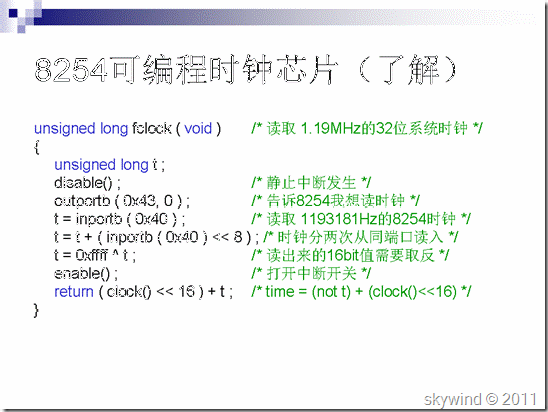 8254可编程时钟芯片（了解）
unsigned long fclock ( void ) /* 读取 1.19MHz的32位系统时钟 */
{
unsigned long t ;
disable() ; /* 静止中断发生 */
outportb ( 0x43, 0 ) ; /* 告诉8254我想读时钟 */
t = inportb ( 0x40 ) ; /* 读取 1193181Hz的8254时钟 */
t = t + ( inportb ( 0x40 ) << 8 ) ; /* 时钟分两次从同端口读入 */
t = 0xffff ^ t ; /* 读出来的16bit值需要取反 */
enable() ; /* 打开中断开关 */
return ( clock() << 16 ) + t ; /* time = (not t) + (clock()<<16) */
}
skywind © 2011